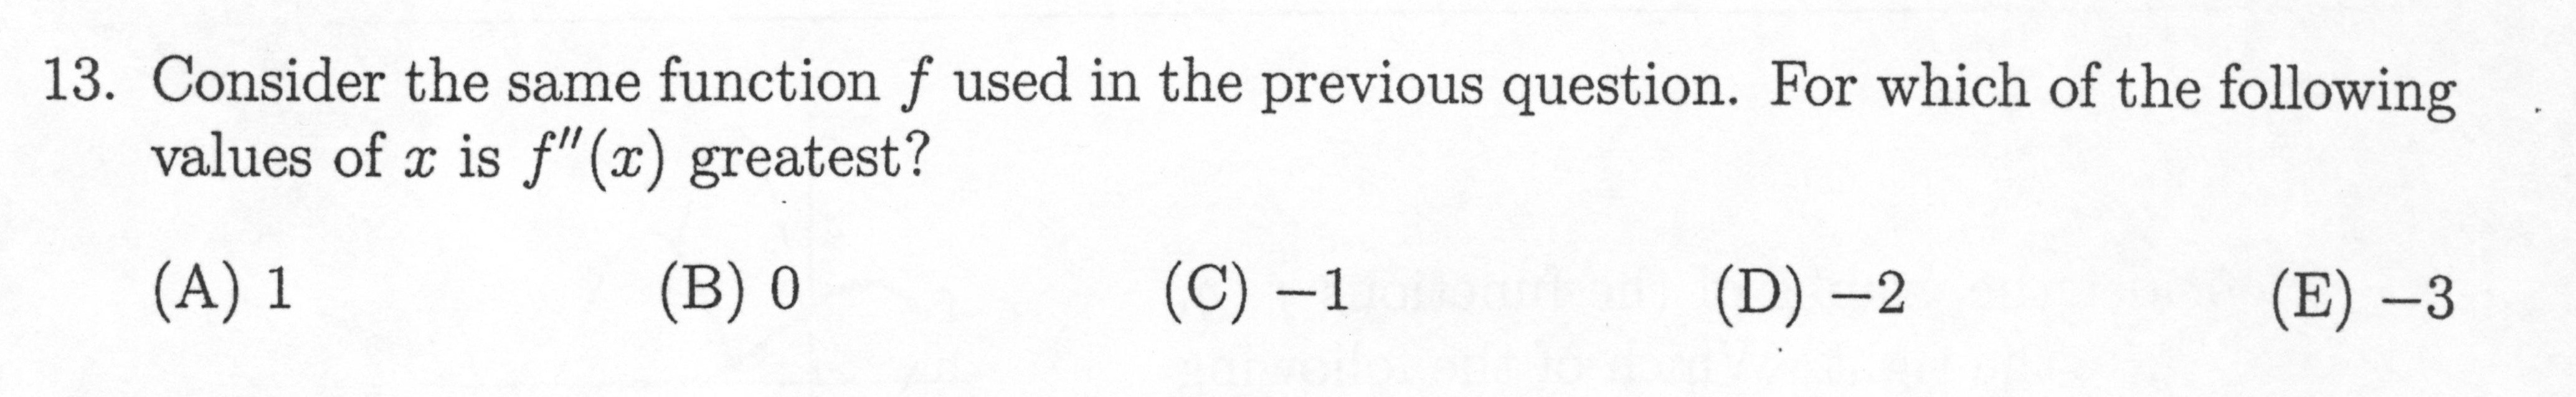 13. Consider the same function f used in the previous question. For which of the following
values of x is f″(x) greatest?
(A) 1 (B) 0 (C) −1 (D) −2 (E) −3